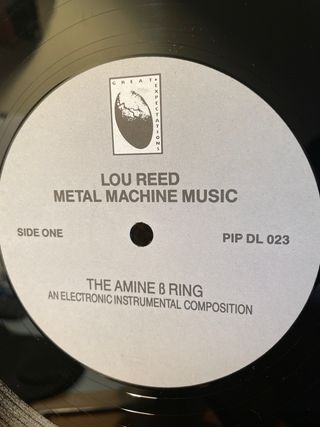 GREAT EXPECTATIONS
LOU REED
METAL MACHINE MUSIC
SIDE ONE
PIP DL 023
THE AMINE β RING
AN ELECTRONIC INSTRUMENTAL COMPOSITION